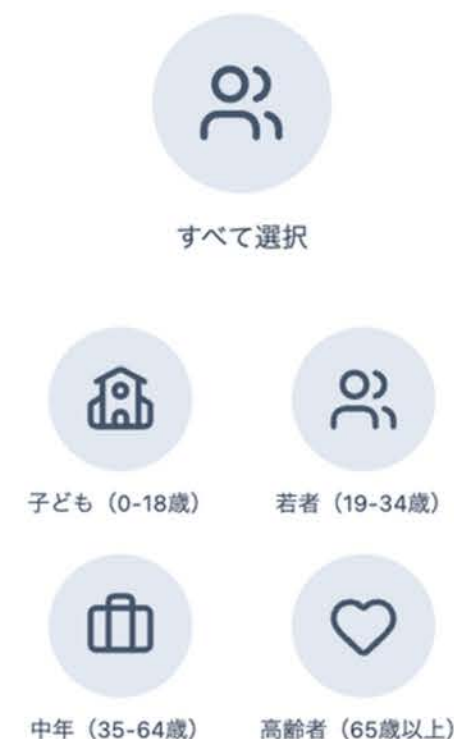 すべて選択
子ども（0-18歳）
若者（19-34歳）
中年（35-64歳）
高齢者（65歳以上）